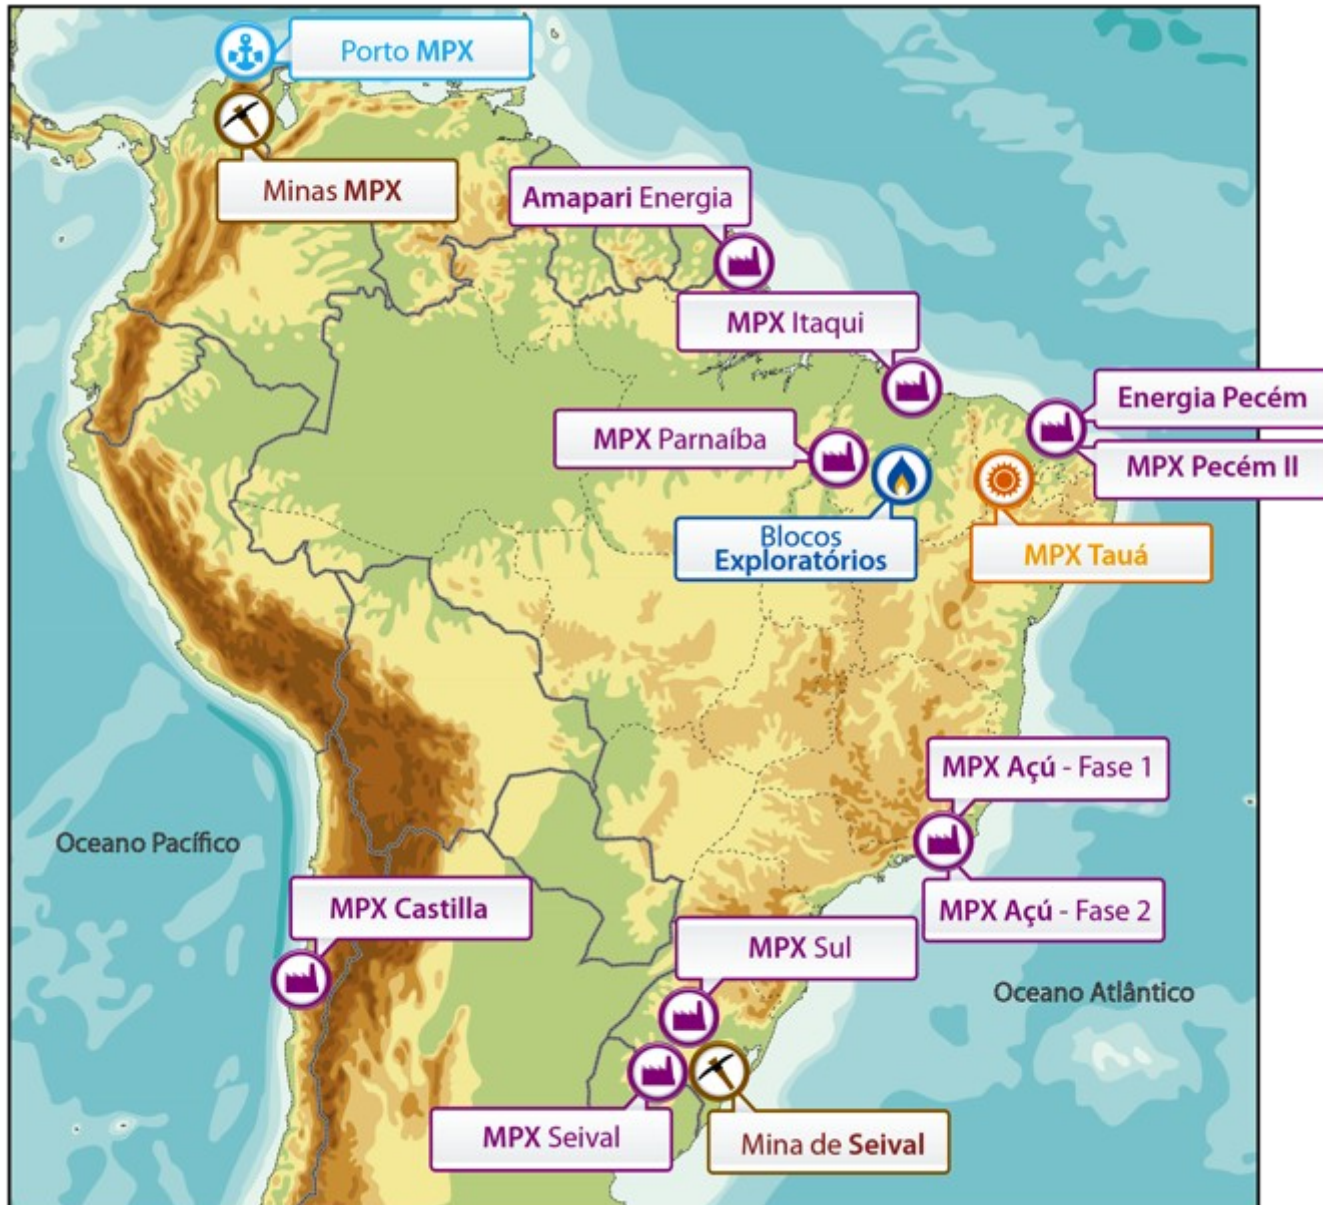 Porto MPX
Minas MPX
Amapari Energia
MPX Itaqui
Energia Pecém
MPX Parnaíba
MPX Pecém II
Blocos
Exploratórios
MPX Tauá
MPX Açú - Fase 1
Oceano Pacífico
MPX Castilla
MPX Açú - Fase 2
MPX Sul
Oceano Atlântico
MPX Seival
Mina de Seival